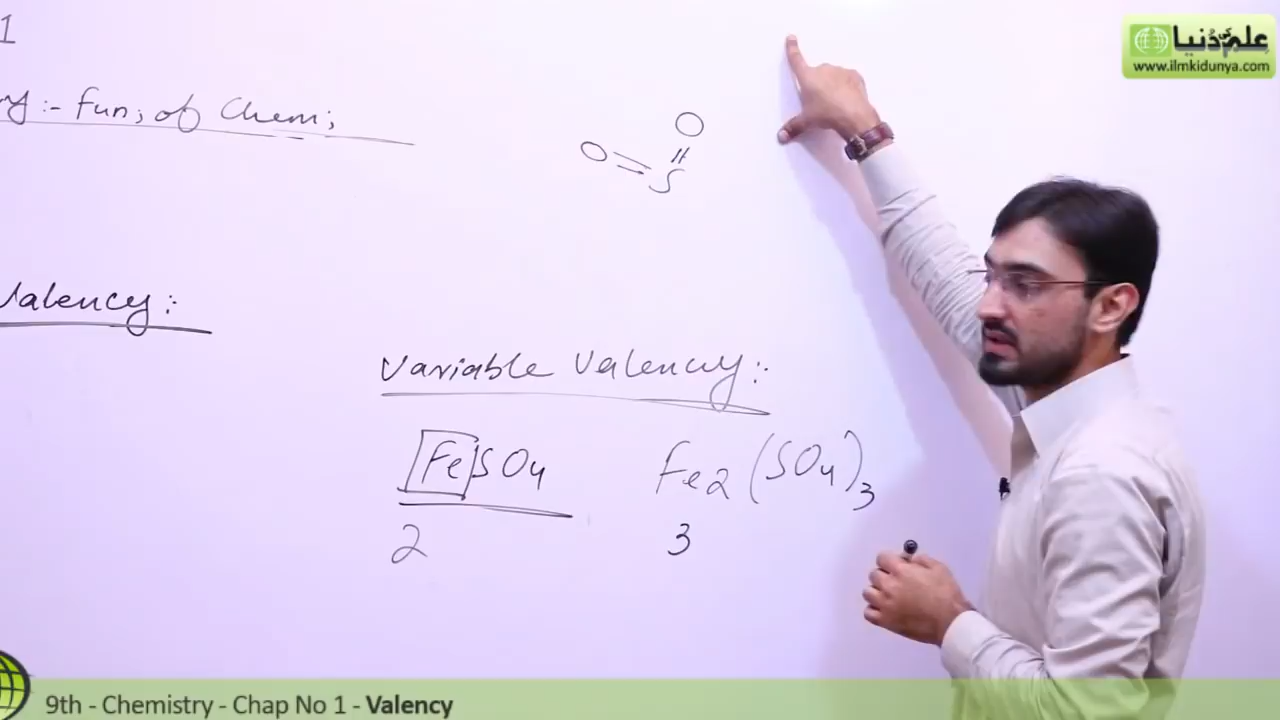 1
علم کی دنیا
www.ilmkidunya.com
ry:- Fun; of Chem;
O
O = S
Valency:
Variable Valency::
FeSO4 Fe2(SO4)3
2 3
9th - Chemistry - Chap No 1 - Valency